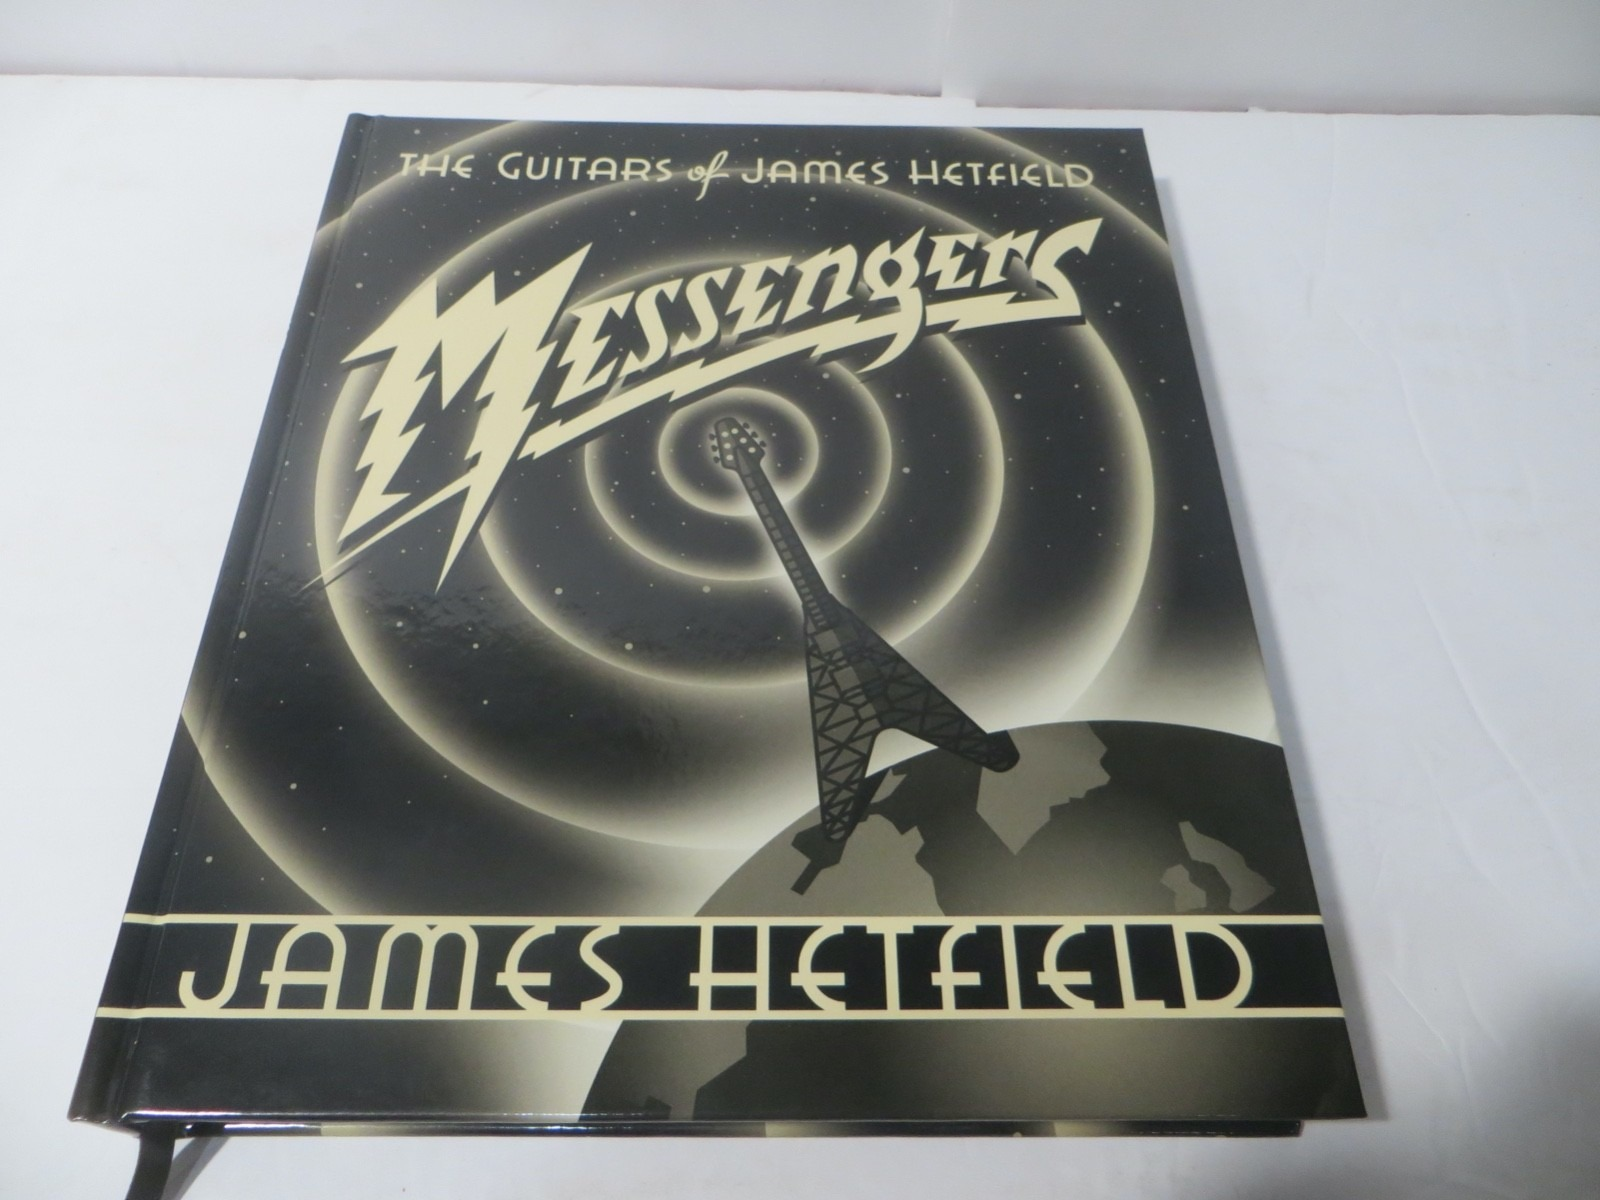 THE GUITARS of JAMES HETFIELD
MESSENGERS
JAMES HETFIELD